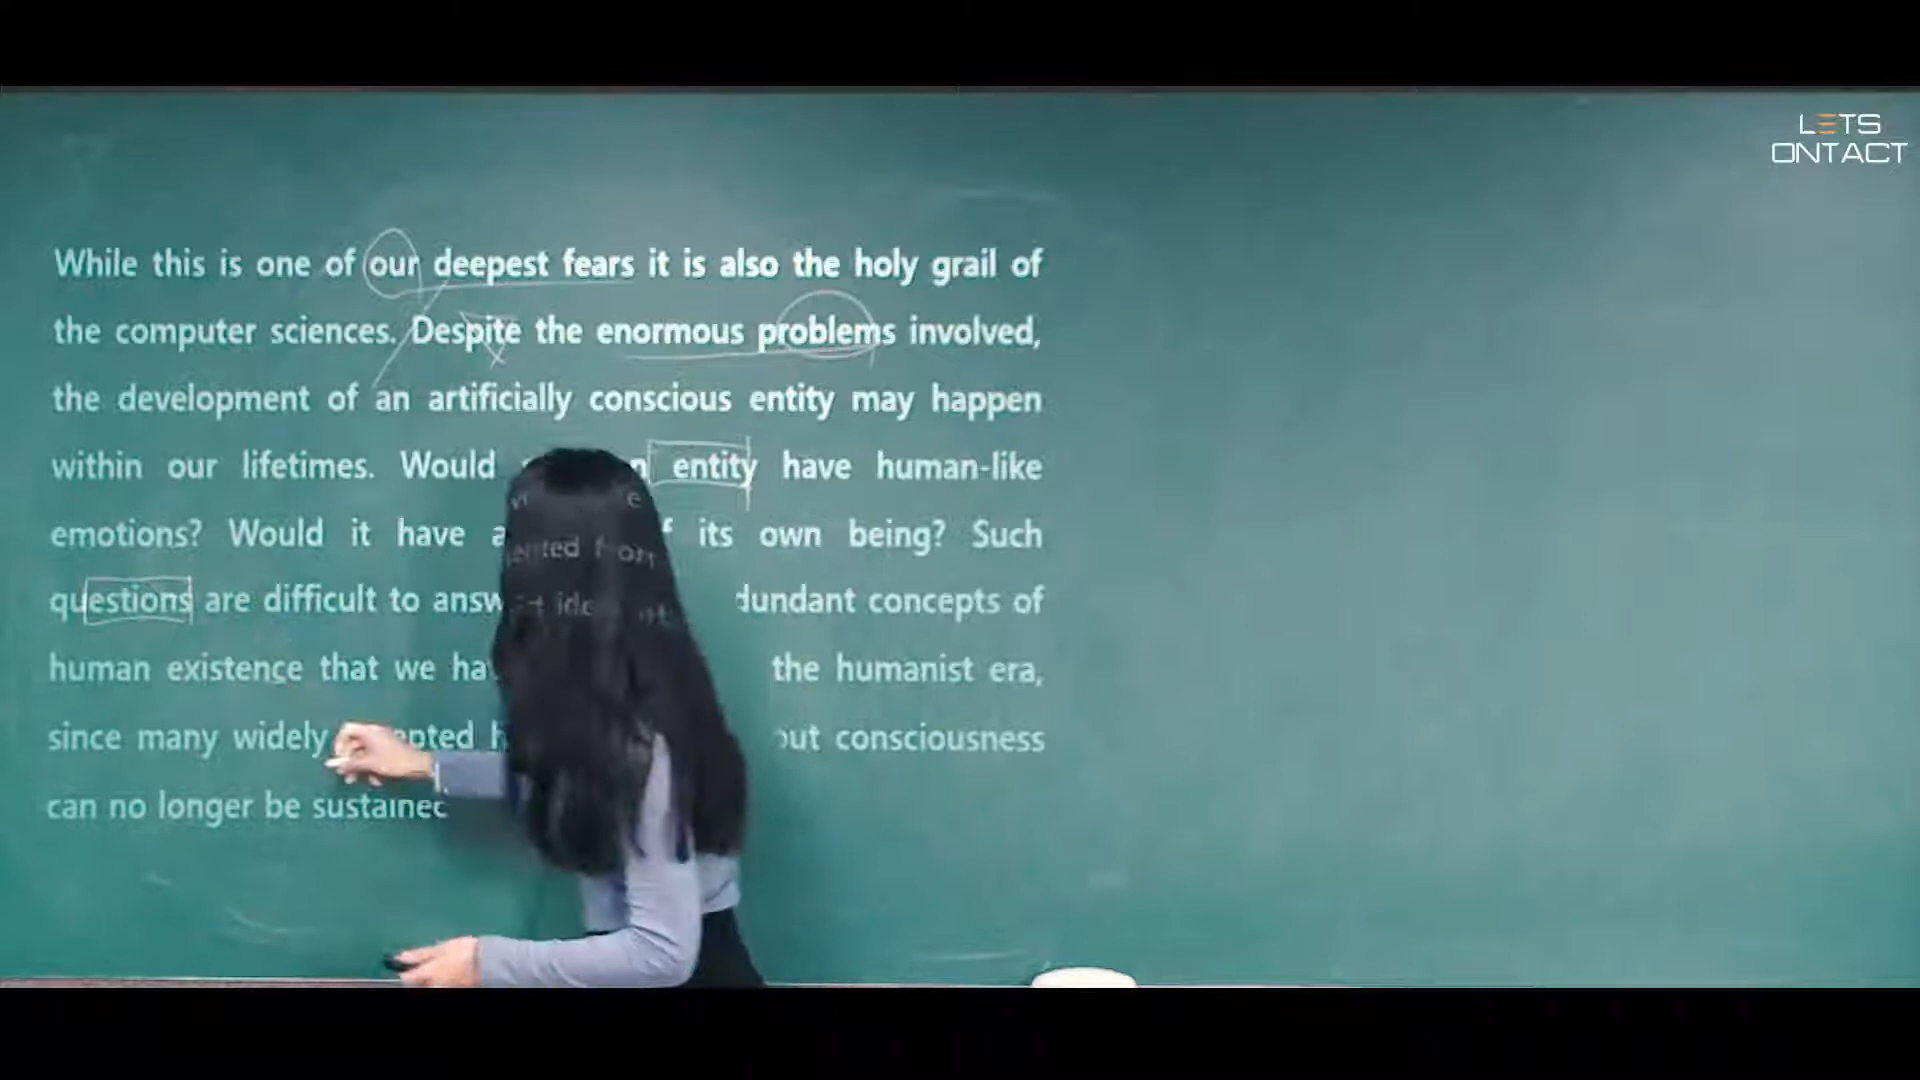 LETS
ONTACT
While this is one of our deepest fears it is also the holy grail of
the computer sciences. Despite the enormous problems involved,
the development of an artificially conscious entity may happen
within our lifetimes. Would entity have human-like
emotions? Would it have its own being? Such
questions are difficult to concepts of
human existence that we the humanist era,
since many widely consciousness
can no longer be